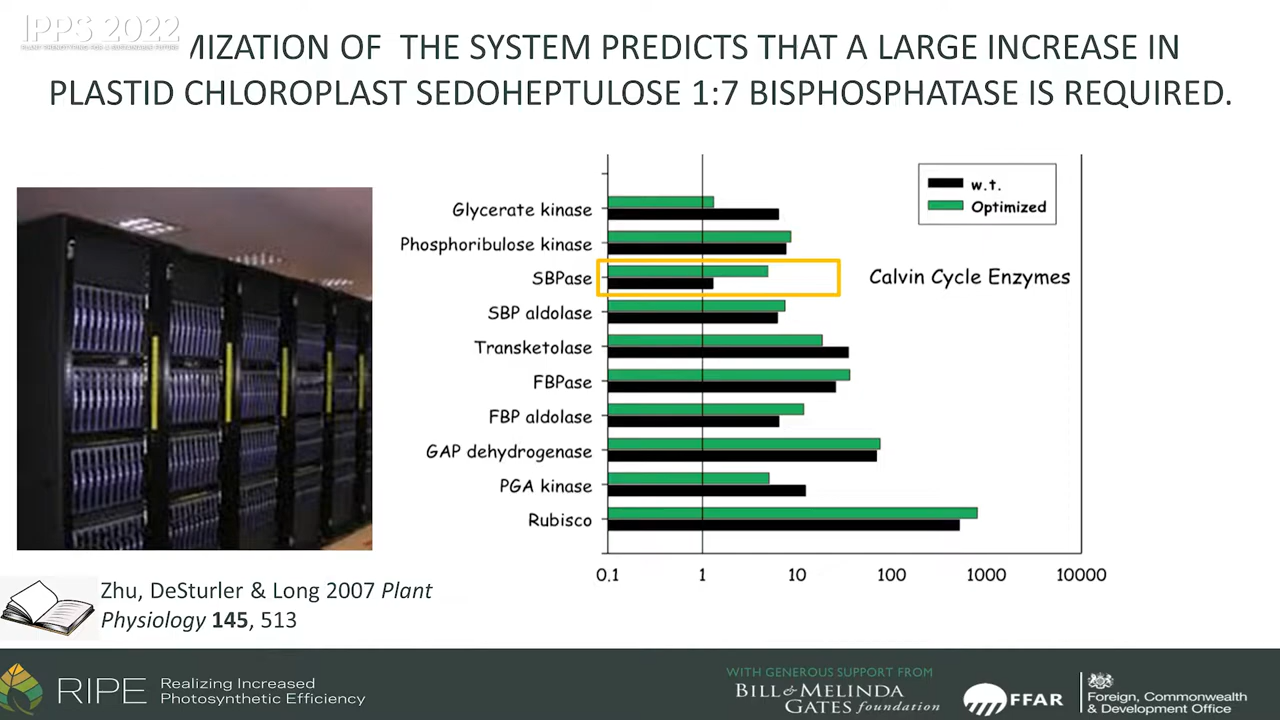 IPPS 2022
MIZATION OF THE SYSTEM PREDICTS THAT A LARGE INCREASE IN
PLASTID CHLOROPLAST SEDOHEPTULOSE 1:7 BISPHOSPHATASE IS REQUIRED.
w.t.
Optimized
Glycerate kinase
Phosphoribulose kinase
SBPase
Calvin Cycle Enzymes
SBP aldolase
Transketolase
FBPase
FBP aldolase
GAP dehydrogenase
PGA kinase
Rubisco
0.1 1 10 100 1000 10000
Zhu, DeSturler & Long 2007 Plant
Physiology 145, 513
RIPE
Realizing Increased
Photosynthetic Efficiency
WITH GENEROUS SUPPORT FROM
BILL & MELINDA
GATES foundation
FFAR
Foreign, Commonwealth
& Development Office